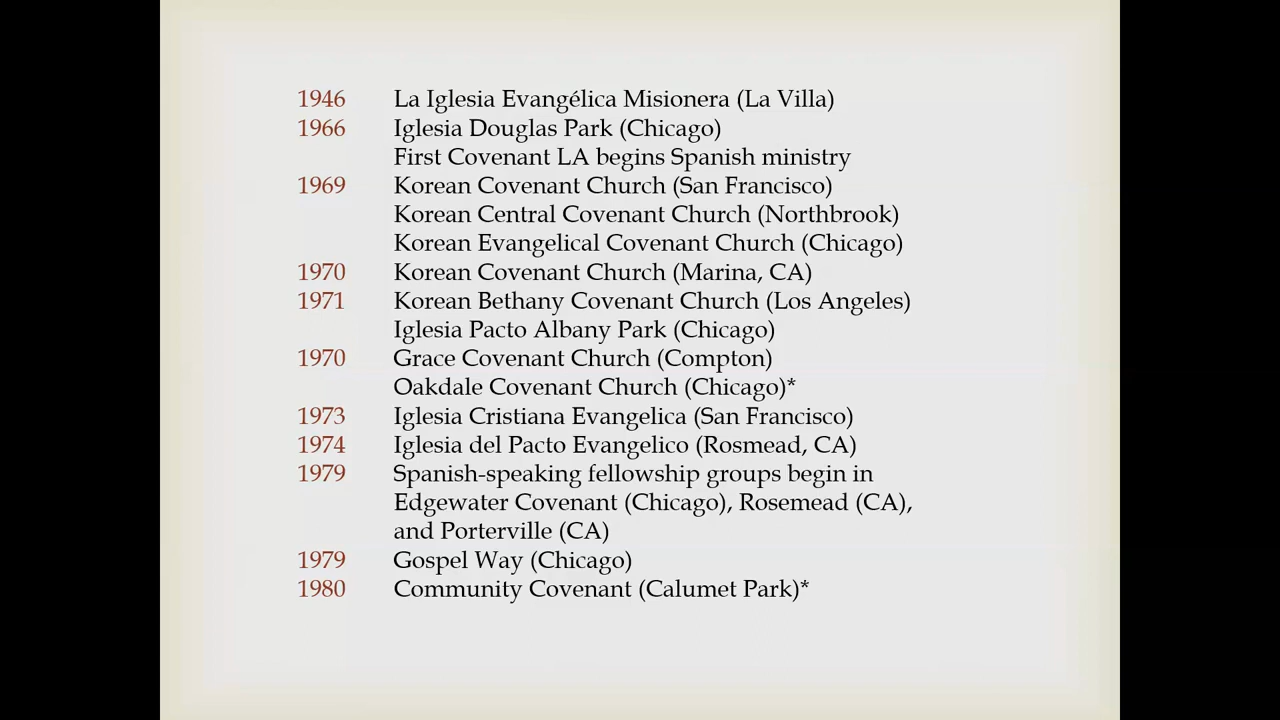 1946 La Iglesia Evangélica Misionera (La Villa)
1966 Iglesia Douglas Park (Chicago)
First Covenant LA begins Spanish ministry
1969 Korean Covenant Church (San Francisco)
Korean Central Covenant Church (Northbrook)
Korean Evangelical Covenant Church (Chicago)
1970 Korean Covenant Church (Marina, CA)
1971 Korean Bethany Covenant Church (Los Angeles)
Iglesia Pacto Albany Park (Chicago)
1970 Grace Covenant Church (Compton)
Oakdale Covenant Church (Chicago)*
1973 Iglesia Cristiana Evangelica (San Francisco)
1974 Iglesia del Pacto Evangelico (Rosmead, CA)
1979 Spanish-speaking fellowship groups begin in
Edgewater Covenant (Chicago), Rosemead (CA),
and Porterville (CA)
1979 Gospel Way (Chicago)
1980 Community Covenant (Calumet Park)*